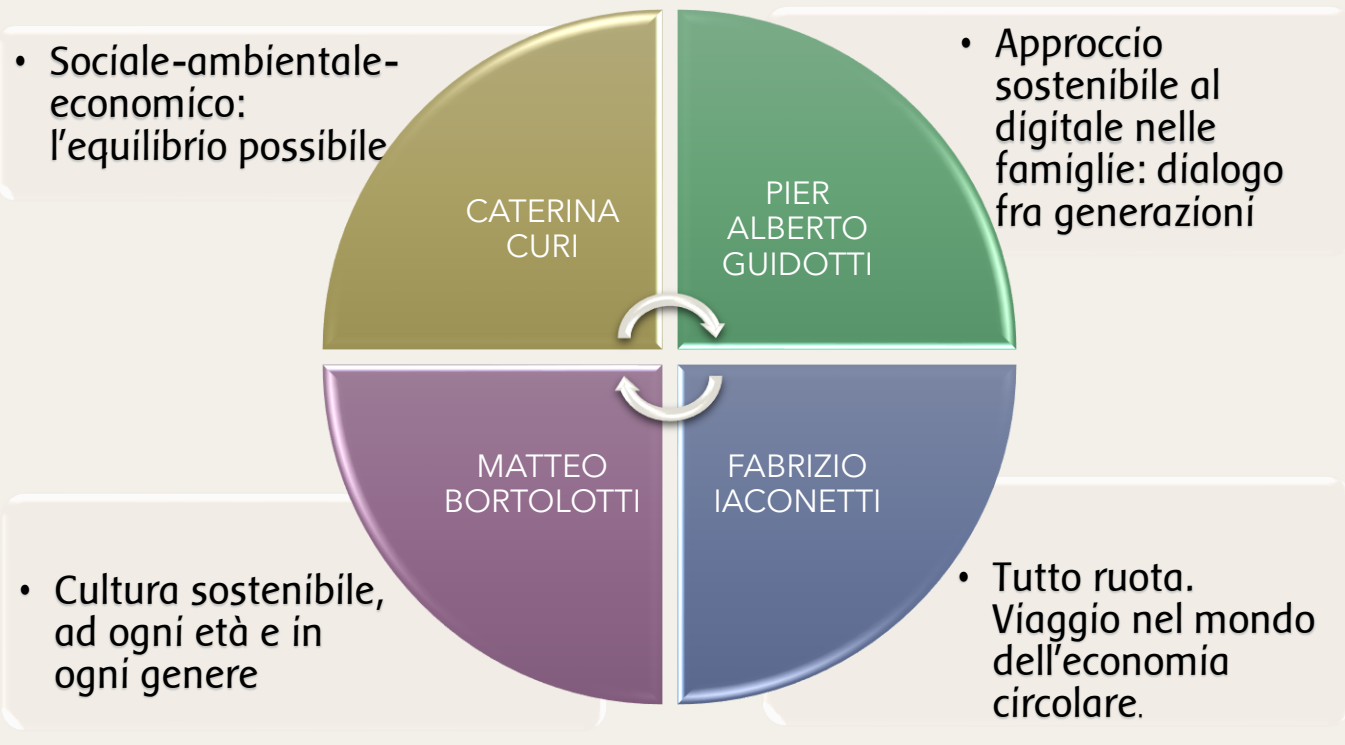 • Sociale-ambientale-
economico:
l'equilibrio possibile
CATERINA
CURI
PIER
ALBERTO
GUIDOTTI
• Approccio
sostenibile al
digitale nelle
famiglie: dialogo
fra generazioni
• Cultura sostenibile,
ad ogni età e in
ogni genere
MATTEO
BORTOLOTTI
FABRIZIO
IACONETTI
• Tutto ruota.
Viaggio nel mondo
dell'economia
circolare.